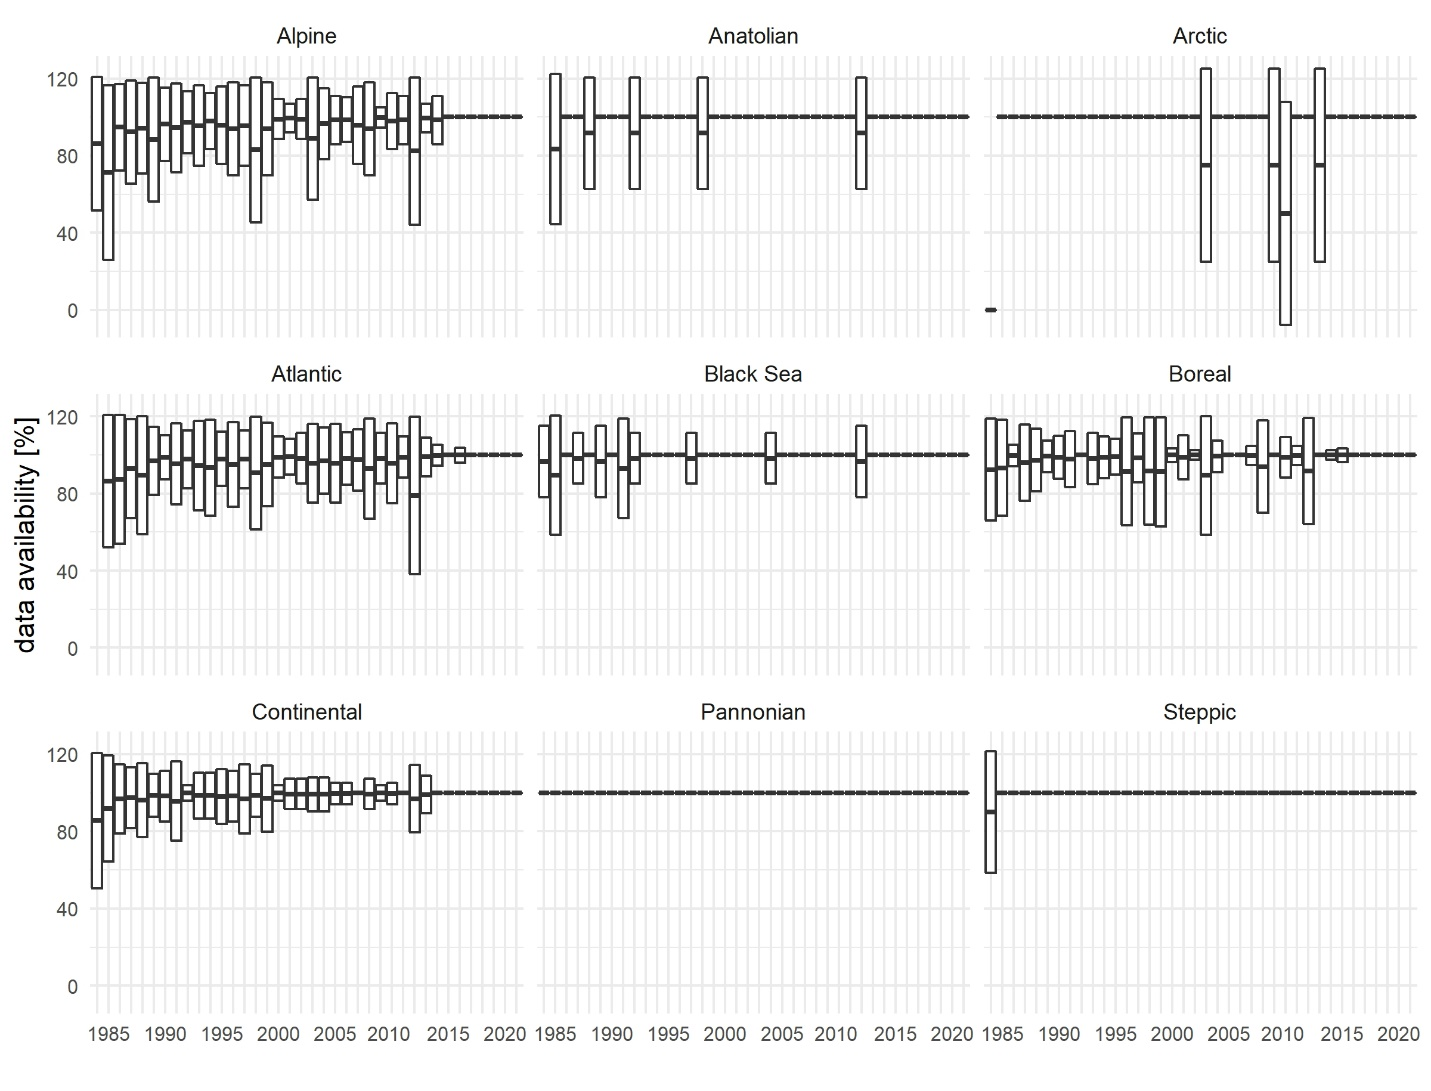 Alpine Anatolian Arctic
120
80
40
0
Atlantic Black Sea Boreal
data availability [%]
120
80
40
0
Continental Pannonian Steppic
120
80
40
0
1985 1990 1995 2000 2005 2010 2015 2020 1985 1990 1995 2000 2005 2010 2015 2020 1985 1990 1995 2000 2005 2010 2015 2020